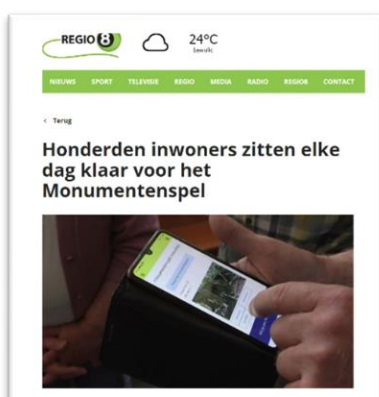 REGIO 8
24°C
Bewolkt
NIEUWS SPORT TELEVISIE REGIO MEDIA RADIO REGIO8 CONTACT
‹ Terug
Honderden inwoners zitten elke
dag klaar voor het
Monumentenspel